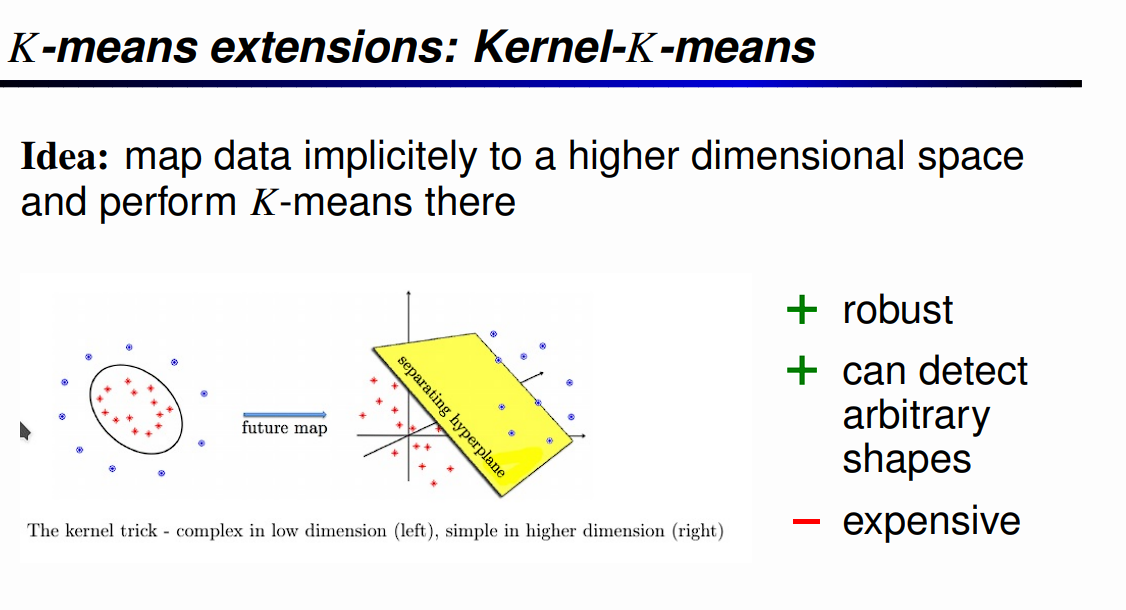 K-means extensions: Kernel-K-means
Idea: map data implicitely to a higher dimensional space
and perform K-means there
separating hyperplane
future map
The kernel trick - complex in low dimension (left), simple in higher dimension (right)
+ robust
+ can detect
arbitrary
shapes
− expensive